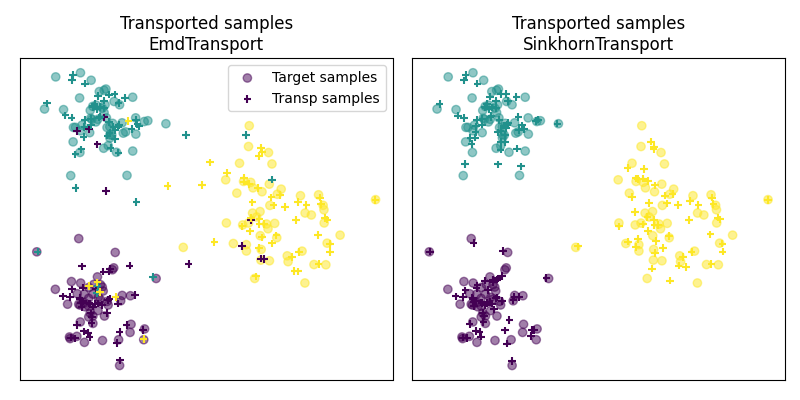 Transported samples
EmdTransport
Target samples
Transp samples
Transported samples
SinkhornTransport